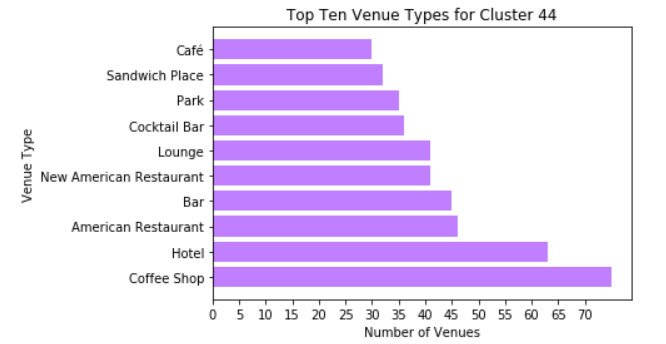 Top Ten Venue Types for Cluster 44
Venue Type
Café
Sandwich Place
Park
Cocktail Bar
Lounge
New American Restaurant
Bar
American Restaurant
Hotel
Coffee Shop
0 5 10 15 20 25 30 35 40 45 50 55 60 65 70
Number of Venues